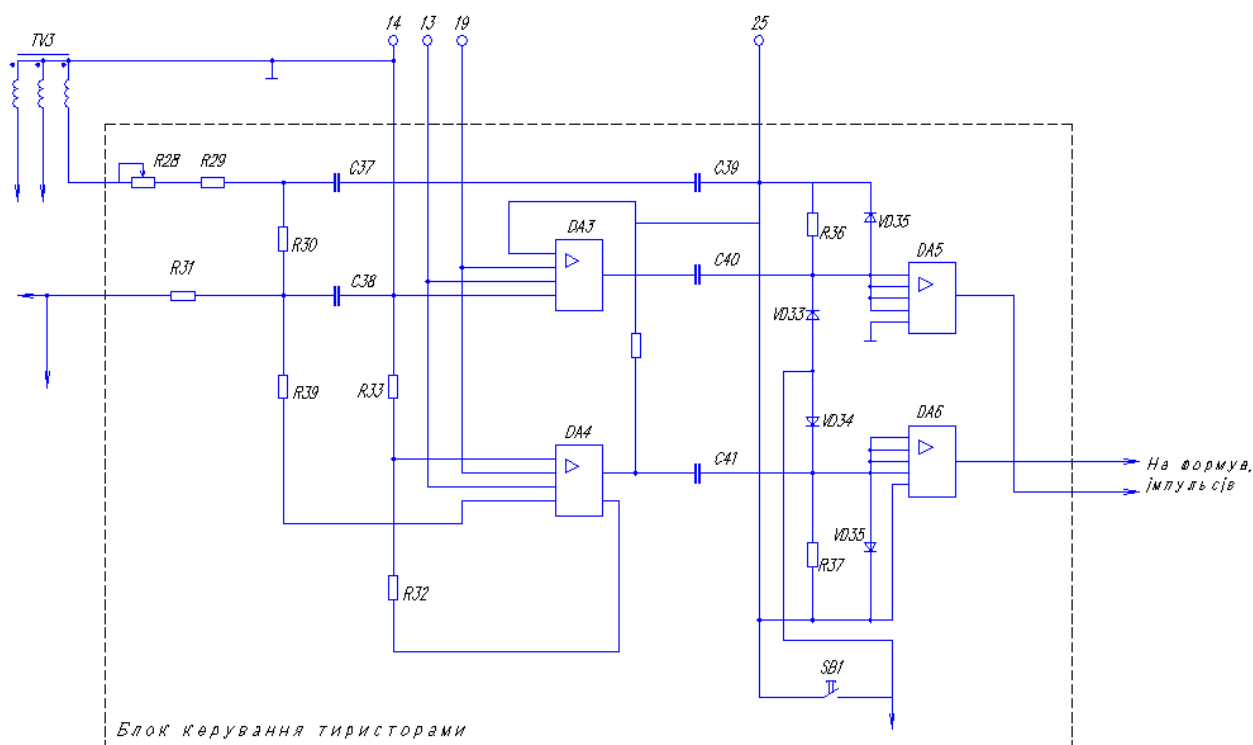 14 13 19 25
TV3
R28 R29 C37 C39
DA3 R36 VD35
R30 DA5
R31 C38 C40
VD33
R39 R33 DA6
VD34
DA4 C41
На формув.
імпульсів
VD35
R37
R32
SB1
Блок керування тиристорами